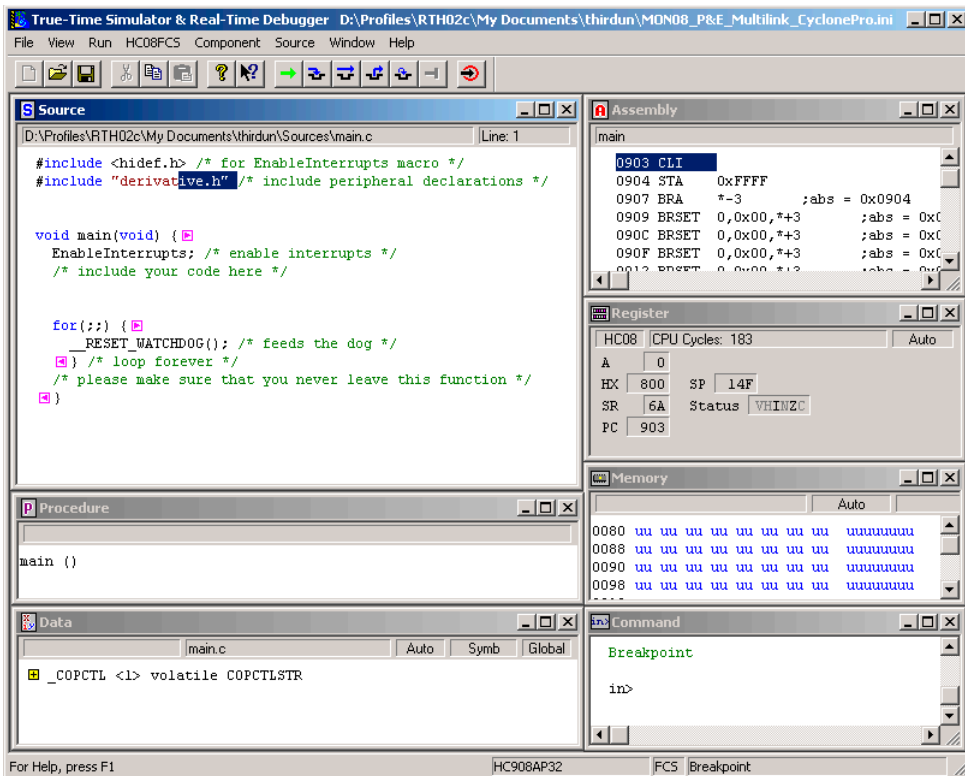 True-Time Simulator & Real-Time Debugger D:\Profiles\RTH02c\My Documents\thirdun\MON08_P&E_Multilink_CyclonePro.ini
File View Run HC08FCS Component Source Window Help
Source
D:\Profiles\RTH02c\My Documents\thirdun\Sources\main.c Line: 1
#include <hidef.h> /* for EnableInterrupts macro */
#include "derivative.h" /* include peripheral declarations */
void main(void) {
EnableInterrupts; /* enable interrupts */
/* include your code here */
for(;;) {
__RESET_WATCHDOG(); /* feeds the dog */
} /* loop forever */
/* please make sure that you never leave this function */
}
Assembly
main
0903 CLI
0904 STA 0xFFFF
0907 BRA *-3 ;abs = 0x0904
0909 BRSET 0,0x00,*+3 ;abs = 0x0
090C BRSET 0,0x00,*+3 ;abs = 0x0
090F BRSET 0,0x00,*+3 ;abs = 0x0
0912 BRSET 0,0x00,*+3 ;abs = 0x0
Register
HC08 CPU Cycles: 183 Auto
A 0
HX 800 SP 14F
SR 6A Status VHINZC
PC 903
Memory
Auto
0080 uu uu uu uu uu uu uu uu uuuuuuuu
0088 uu uu uu uu uu uu uu uu uuuuuuuu
0090 uu uu uu uu uu uu uu uu uuuuuuuu
0098 uu uu uu uu uu uu uu uu uuuuuuuu
Procedure
main ()
Data
main.c Auto Symb Global
_COPCTL <1> volatile COPCTLSTR
Command
Breakpoint
in>
For Help, press F1 HC908AP32 FCS Breakpoint